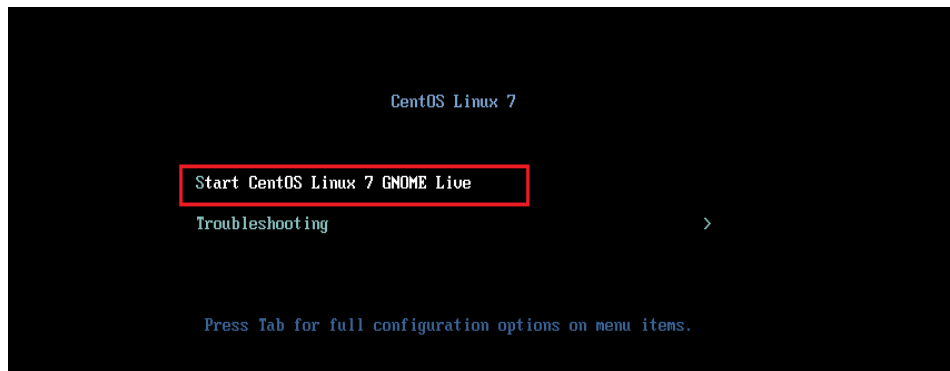 CentOS Linux 7
Start CentOS Linux 7 GNOME Live
Troubleshooting >
Press Tab for full configuration options on menu items.